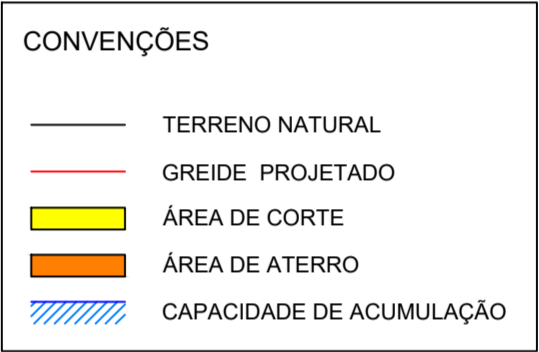 CONVENÇÕES
TERRENO NATURAL
GREIDE PROJETADO
ÁREA DE CORTE
ÁREA DE ATERRO
CAPACIDADE DE ACUMULAÇÃO